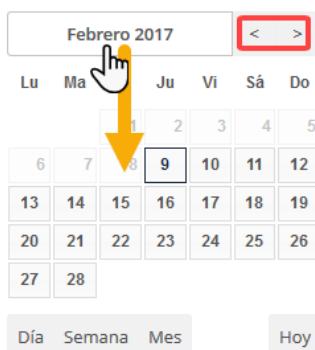 Febrero 2017 < >
Lu Ma Ju Vi Sá Do
1 2 3 4 5
6 7 8 9 10 11 12
13 14 15 16 17 18 19
20 21 22 23 24 25 26
27 28
Día Semana Mes Hoy